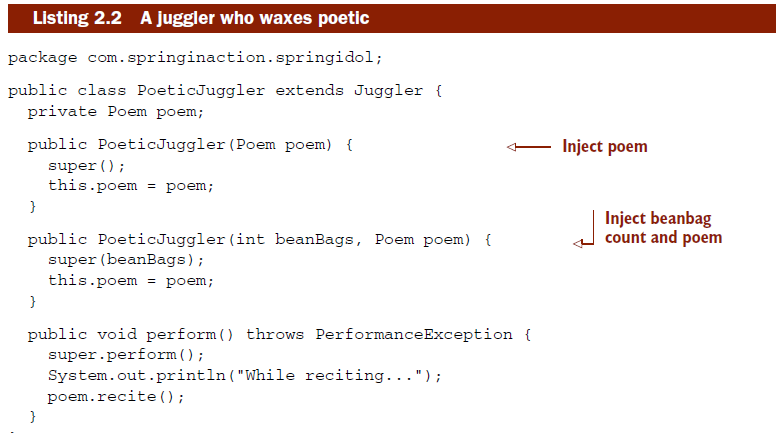 Listing 2.2 A juggler who waxes poetic
package com.springinaction.springidol;
public class PoeticJuggler extends Juggler {
private Poem poem;
public PoeticJuggler(Poem poem) {
Inject poem
super();
this.poem = poem;
}
public PoeticJuggler(int beanBags, Poem poem) {
Inject beanbag
count and poem
super(beanBags);
this.poem = poem;
}
public void perform() throws PerformanceException {
super.perform();
System.out.println("While reciting...");
poem.recite();
}